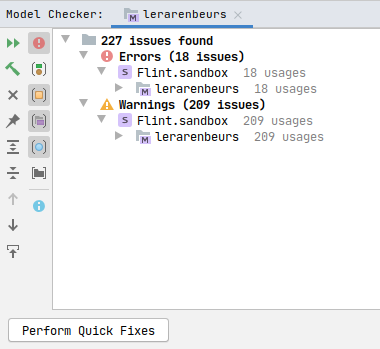 Model Checker: M lerarenbeurs
227 issues found
Errors (18 issues)
S Flint.sandbox 18 usages
M lerarenbeurs 18 usages
Warnings (209 issues)
S Flint.sandbox 209 usages
M lerarenbeurs 209 usages
Perform Quick Fixes